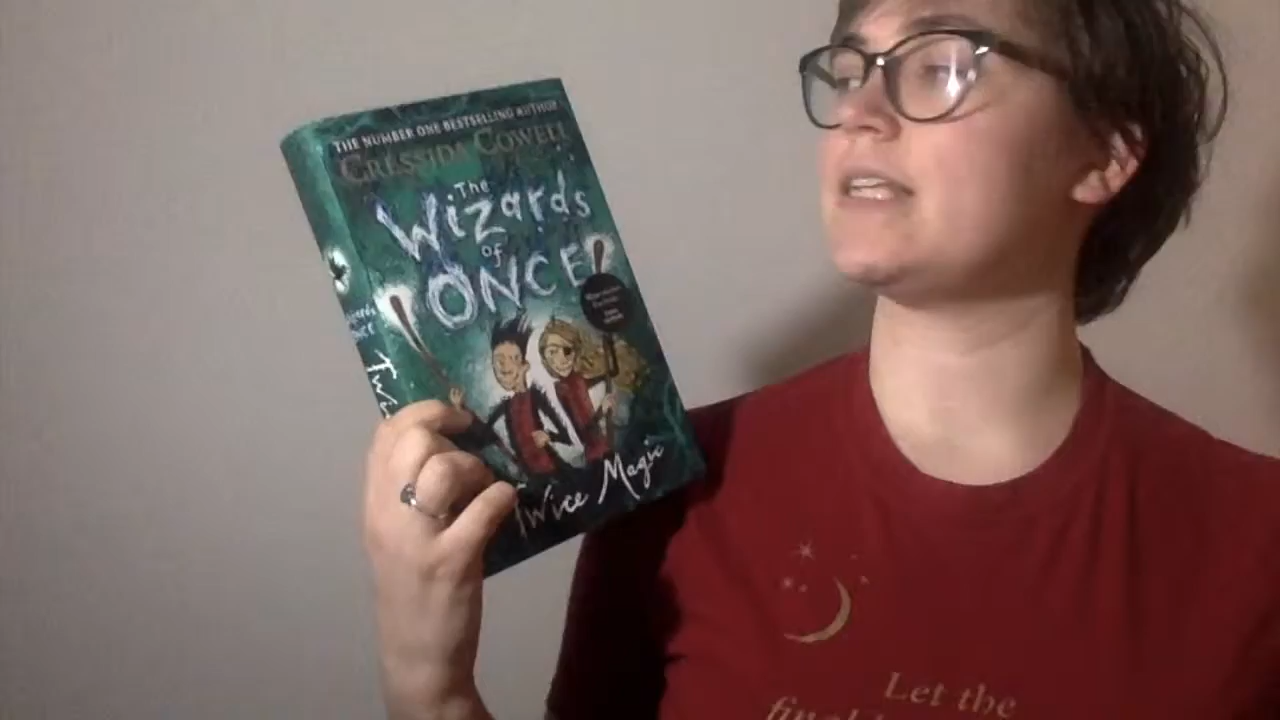 THE NUMBER ONE BESTSELLING AUTHOR
CRESSIDA COWELL
The
Wizards
of
ONCE
Twice Magic
Let the